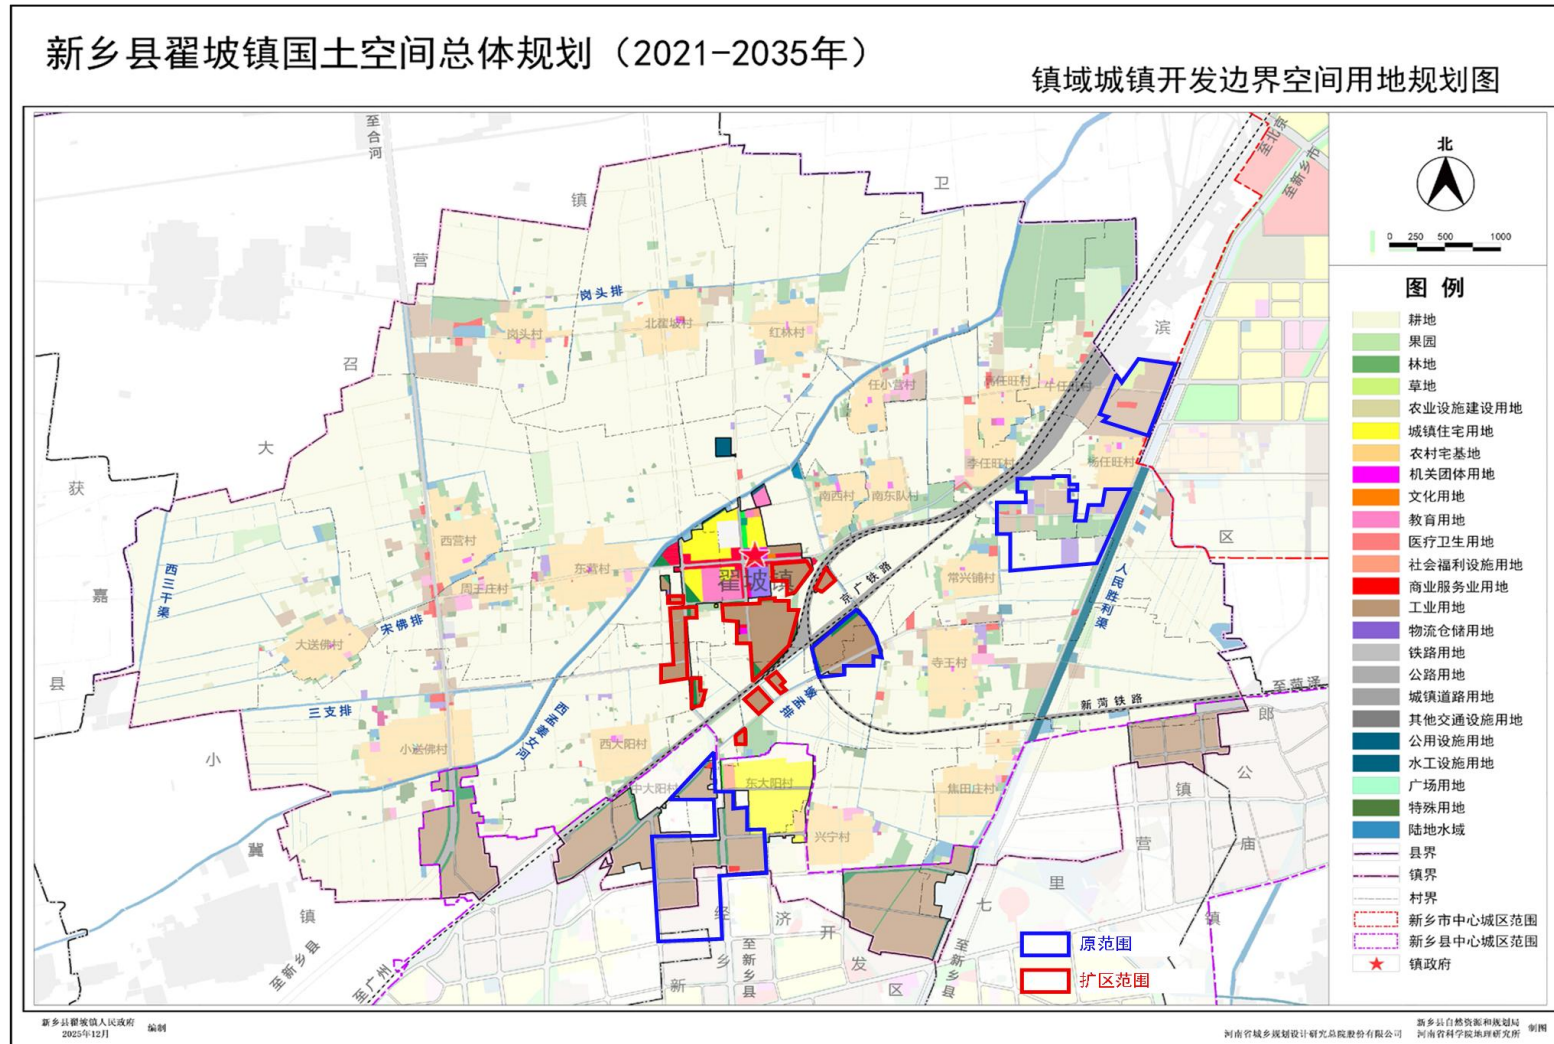 新乡县翟坡镇国土空间总体规划（2021-2035年）
镇域城镇开发边界空间用地规划图
至合河
至北京
至新乡市
北
0 250 500 1000
图 例
耕地
果园
林地
草地
农业设施建设用地
城镇住宅用地
农村宅基地
机关团体用地
文化用地
教育用地
医疗卫生用地
社会福利设施用地
商业服务业用地
工业用地
物流仓储用地
铁路用地
公路用地
城镇道路用地
其他交通设施用地
公用设施用地
水工设施用地
广场用地
特殊用地
陆地水域
县界
镇界
村界
新乡市中心城区范围
新乡县中心城区范围
镇政府
卫
滨
区
镇
营
召
大
获
嘉
县
小
冀
镇
岗头排
岗头村
北翟坡村
红林村
任小营村
李任旺村
杨任旺村
南西村
南东队村
西营村
周王庄村
东营村
翟坡镇
常兴铺村
寺王村
大送佛村
宋佛排
西三干渠
三支排
小送佛村
西孟姜女河
西大阳村
中大阳村
东大阳村
兴宁村
焦田庄村
京广铁路
人民胜利渠
新菏铁路
至菏泽
郎
公
庙
镇
镇
营
里
七
经
济
开
发
区
新
乡
至新乡县
至新乡县
至新乡县
至广州
原范围
扩区范围
新乡县翟坡镇人民政府
2025年12月
编制
河南省城乡规划设计研究总院股份有限公司
新乡县自然资源和规划局
河南省科学院地理研究所
制图